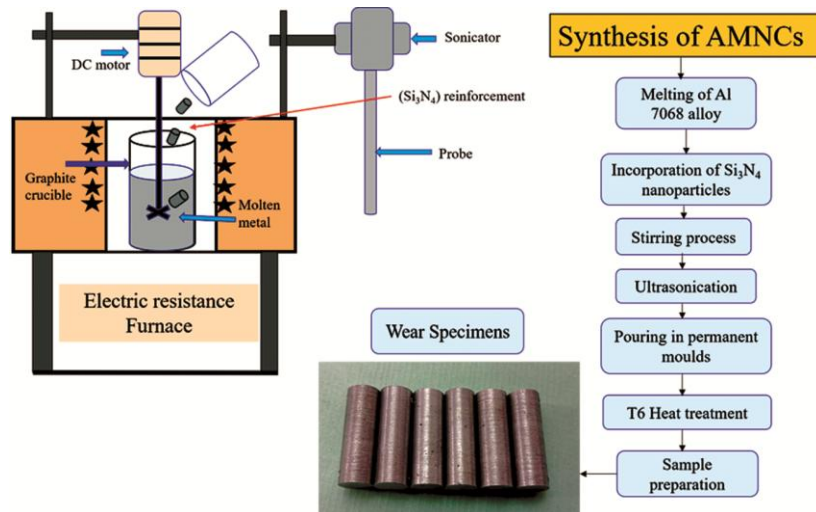 DC motor
Sonicator
(Si₃N₄) reinforcement
Probe
Graphite
crucible
Molten
metal
Electric resistance
Furnace
Wear Specimens
Synthesis of AMNCs
Melting of Al
7068 alloy
Incorporation of Si₃N₄
nanoparticles
Stirring process
Ultrasonication
Pouring in permanent
moulds
T6 Heat treatment
Sample
preparation